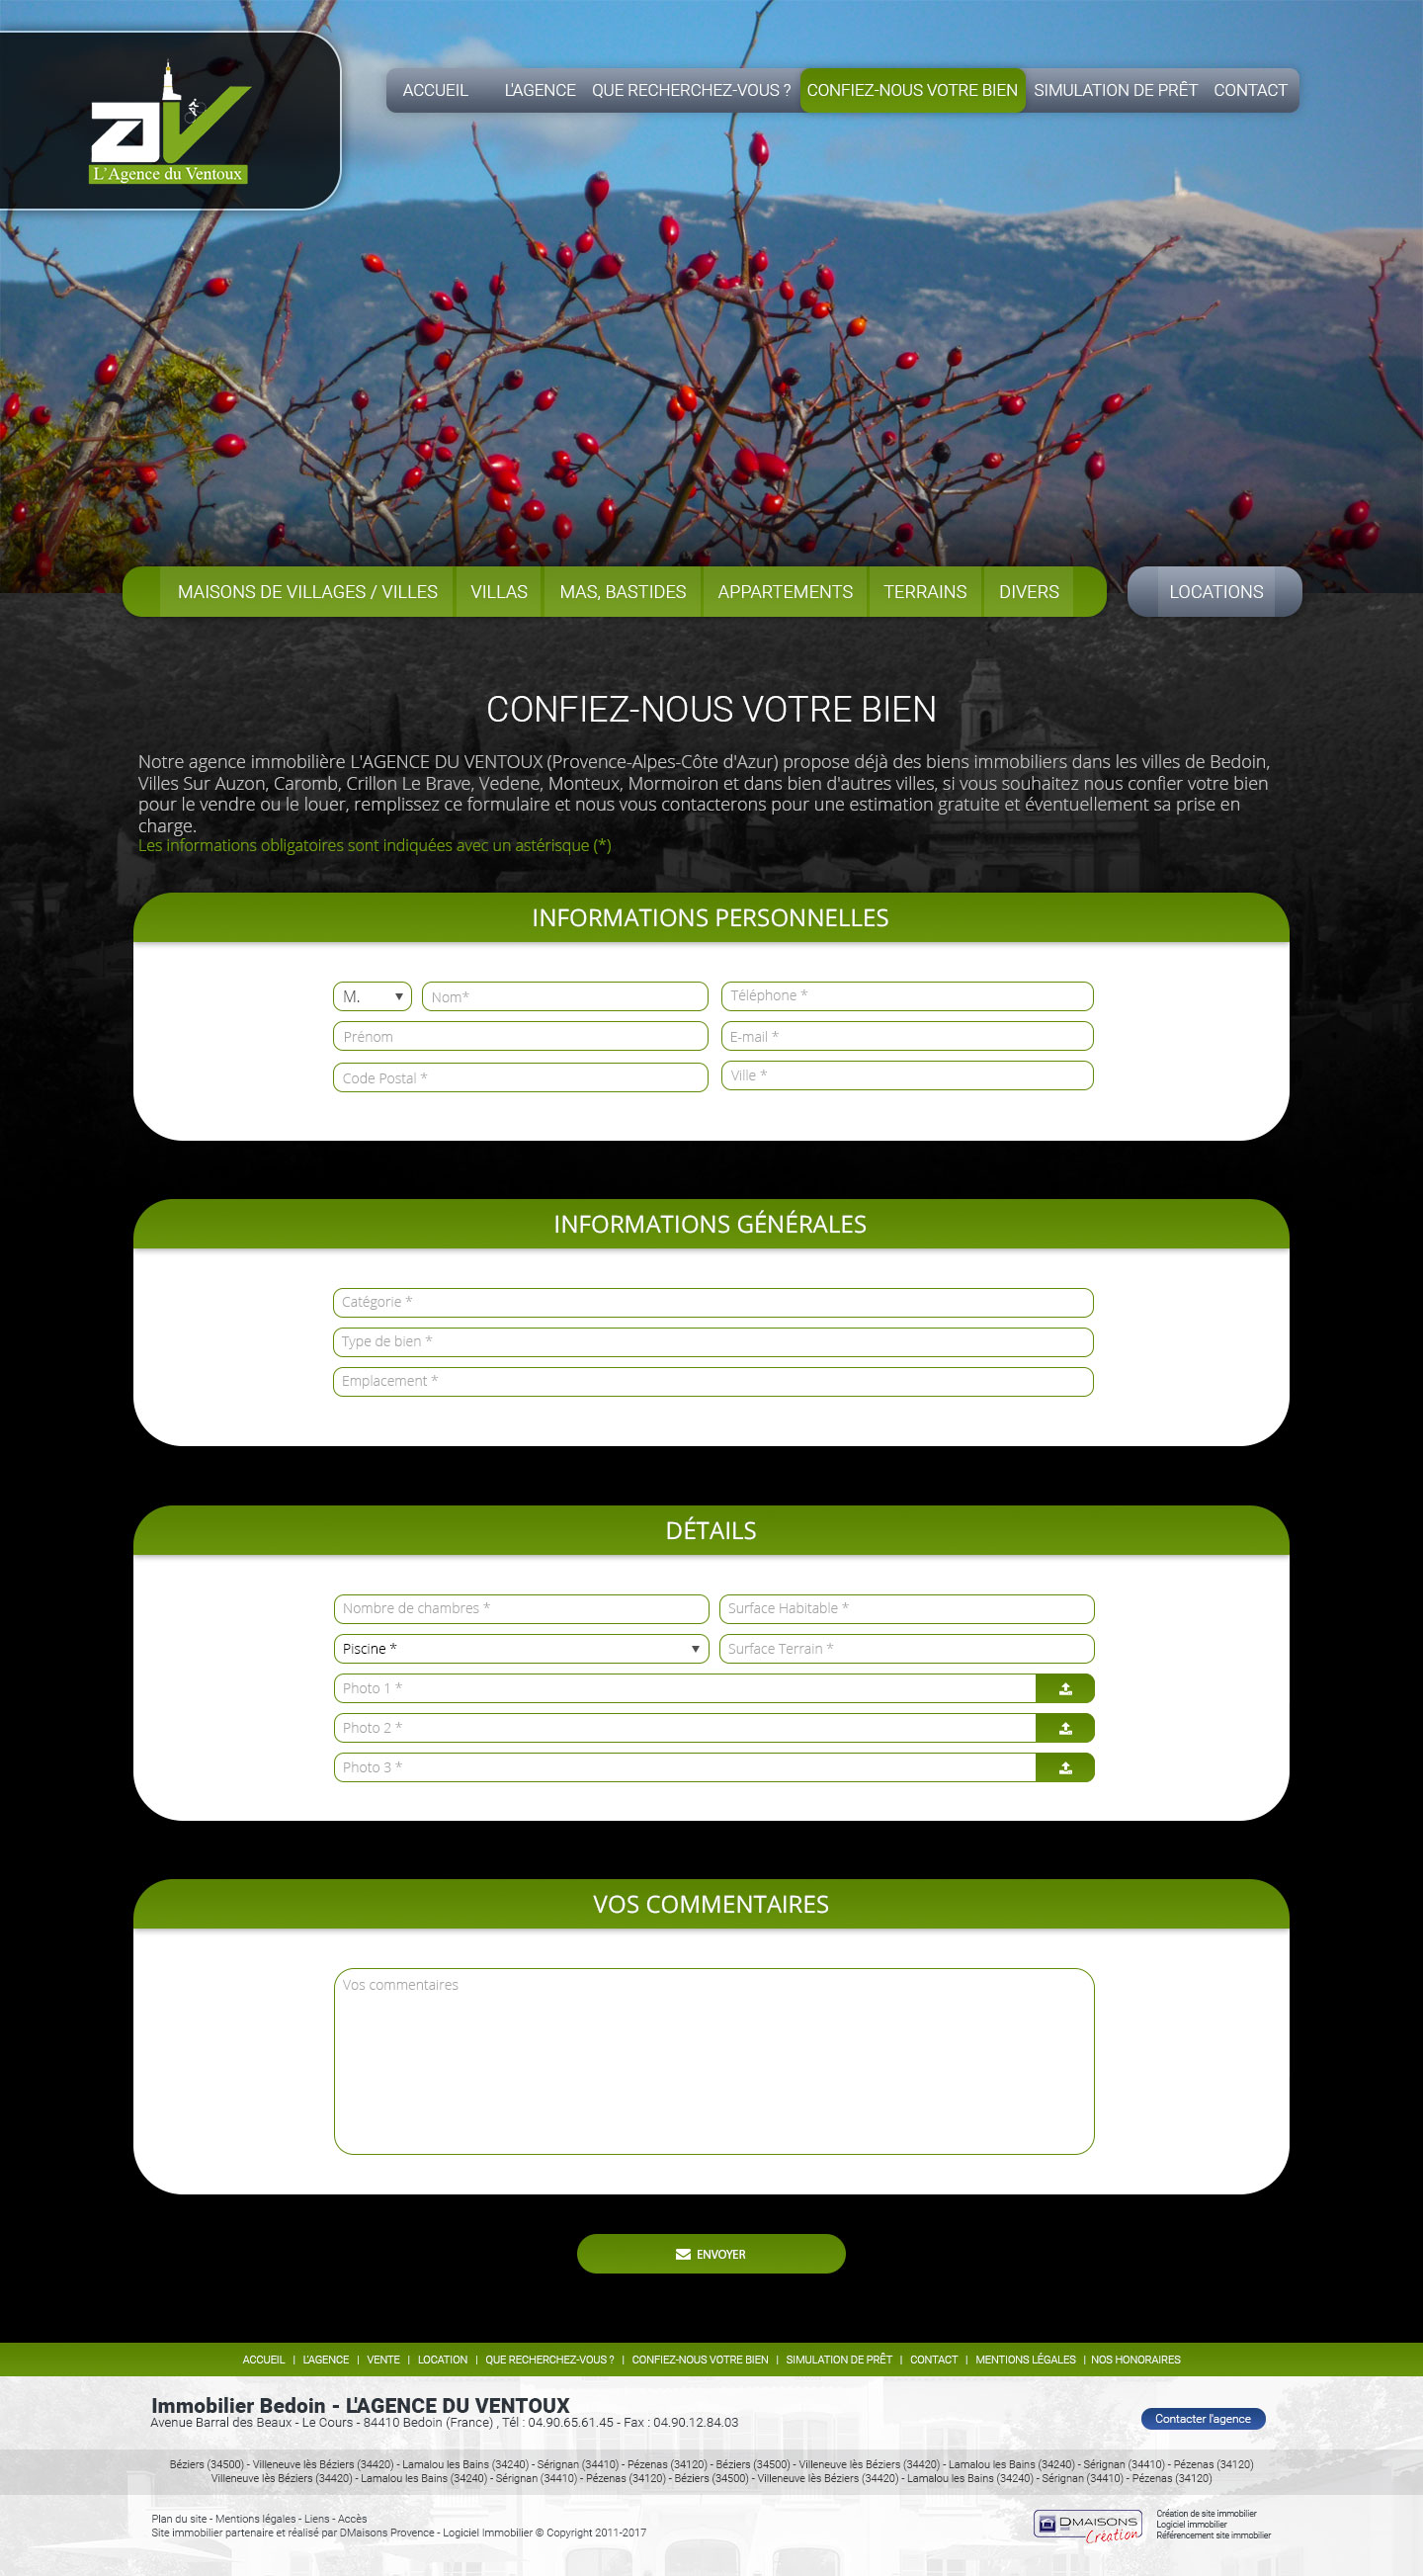 aV
L'Agence du Ventoux
ACCUEIL L'AGENCE QUE RECHERCHEZ-VOUS ? CONFIEZ-NOUS VOTRE BIEN SIMULATION DE PRÊT CONTACT
MAISONS DE VILLAGES / VILLES VILLAS MAS, BASTIDES APPARTEMENTS TERRAINS DIVERS LOCATIONS
CONFIEZ-NOUS VOTRE BIEN
Notre agence immobilière L'AGENCE DU VENTOUX (Provence-Alpes-Côte d'Azur) propose déjà des biens immobiliers dans les villes de Bedoin,
Villes Sur Auzon, Caromb, Crillon Le Brave, Vedene, Monteux, Mormoiron et dans bien d'autres villes, si vous souhaitez nous confier votre bien
pour le vendre ou le louer, remplissez ce formulaire et nous vous contacterons pour une estimation gratuite et éventuellement sa prise en
charge.
Les informations obligatoires sont indiquées avec un astérisque (*)
INFORMATIONS PERSONNELLES
M. Nom* Téléphone *
Prénom E-mail *
Code Postal * Ville *
INFORMATIONS GÉNÉRALES
Catégorie *
Type de bien *
Emplacement *
DÉTAILS
Nombre de chambres * Surface Habitable *
Piscine * Surface Terrain *
Photo 1 *
Photo 2 *
Photo 3 *
VOS COMMENTAIRES
Vos commentaires
ENVOYER
ACCUEIL | L'AGENCE | VENTE | LOCATION | QUE RECHERCHEZ-VOUS ? | CONFIEZ-NOUS VOTRE BIEN | SIMULATION DE PRÊT | CONTACT | MENTIONS LÉGALES | NOS HONORAIRES
Immobilier Bedoin - L'AGENCE DU VENTOUX
Avenue Barral des Beaux - Le Cours - 84410 Bedoin (France) , Tél : 04.90.65.61.45 - Fax : 04.90.12.84.03
Contacter l'agence
Béziers (34500) - Villeneuve lès Béziers (34420) - Lamalou les Bains (34240) - Sérignan (34410) - Pézenas (34120) - Béziers (34500) - Villeneuve lès Béziers (34420) - Lamalou les Bains (34240) - Sérignan (34410) - Pézenas (34120)
Villeneuve lès Béziers (34420) - Lamalou les Bains (34240) - Sérignan (34410) - Pézenas (34120) - Béziers (34500) - Villeneuve lès Béziers (34420) - Lamalou les Bains (34240) - Sérignan (34410) - Pézenas (34120)
Plan du site - Mentions légales - Liens - Accès
Site immobilier partenaire et réalisé par DMaisons Provence - Logiciel Immobilier © Copyright 2011-2017
DMAISONS
Création
Création de site immobilier
Logiciel immobilier
Référencement site immobilier